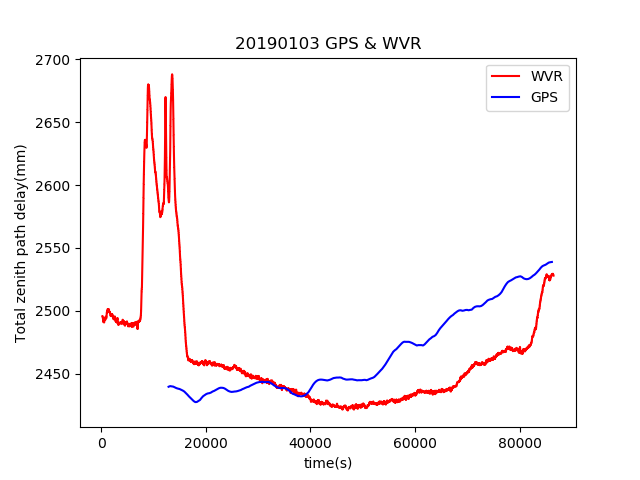 20190103 GPS & WVR
Total zenith path delay(mm)
2700
2650
2600
2550
2500
2450
WVR
GPS
0 20000 40000 60000 80000
time(s)